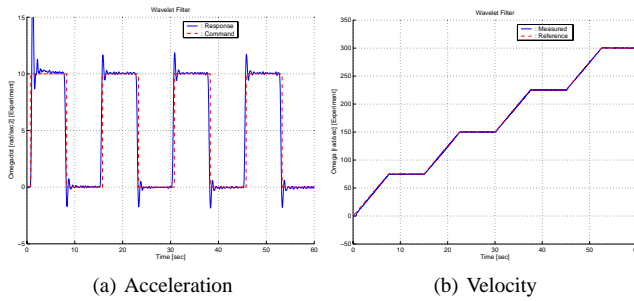 Wavelet Filter
: Response
: Command
15
10
5
0
-5
0 10 20 30 40 50 60
Omegadot [rad/sec2] [Experiment]
Time [sec]
(a) Acceleration
Wavelet Filter
: Measured
: Reference
350
300
250
200
150
100
50
0
-50
0 10 20 30 40 50 60
Omega [rad/sec] [Experiment]
Time [sec]
(b) Velocity